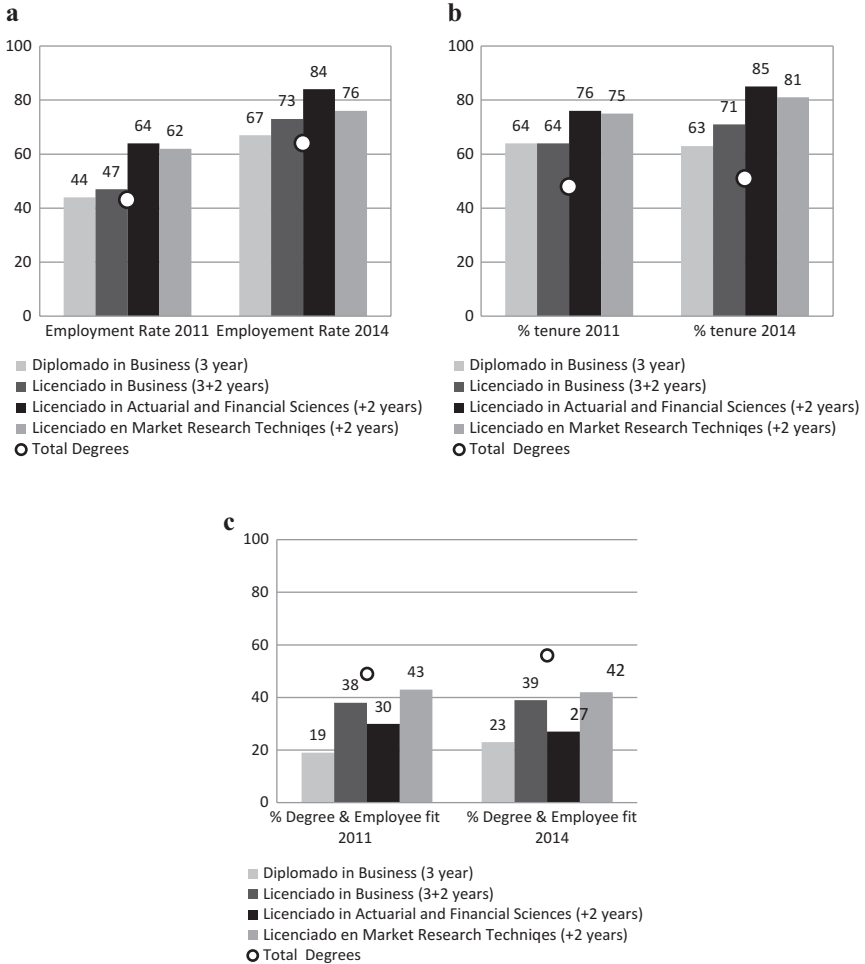 a
100
80
60
40
20
0
44 47 64 62 67 73 84 76
Employment Rate 2011 Employement Rate 2014
Diplomado in Business (3 year)
Licenciado in Business (3+2 years)
Licenciado in Actuarial and Financial Sciences (+2 years)
Licenciado en Market Research Techniqes (+2 years)
Total Degrees
b
100
80
60
40
20
0
64 64 76 75 63 71 85 81
% tenure 2011 % tenure 2014
Diplomado in Business (3 year)
Licenciado in Business (3+2 years)
Licenciado in Actuarial and Financial Sciences (+2 years)
Licenciado en Market Research Techniqes (+2 years)
Total Degrees
c
100
80
60
40
20
0
19 38 30 43 23 39 27 42
% Degree & Employee fit % Degree & Employee fit
2011 2014
Diplomado in Business (3 year)
Licenciado in Business (3+2 years)
Licenciado in Actuarial and Financial Sciences (+2 years)
Licenciado en Market Research Techniqes (+2 years)
Total Degrees